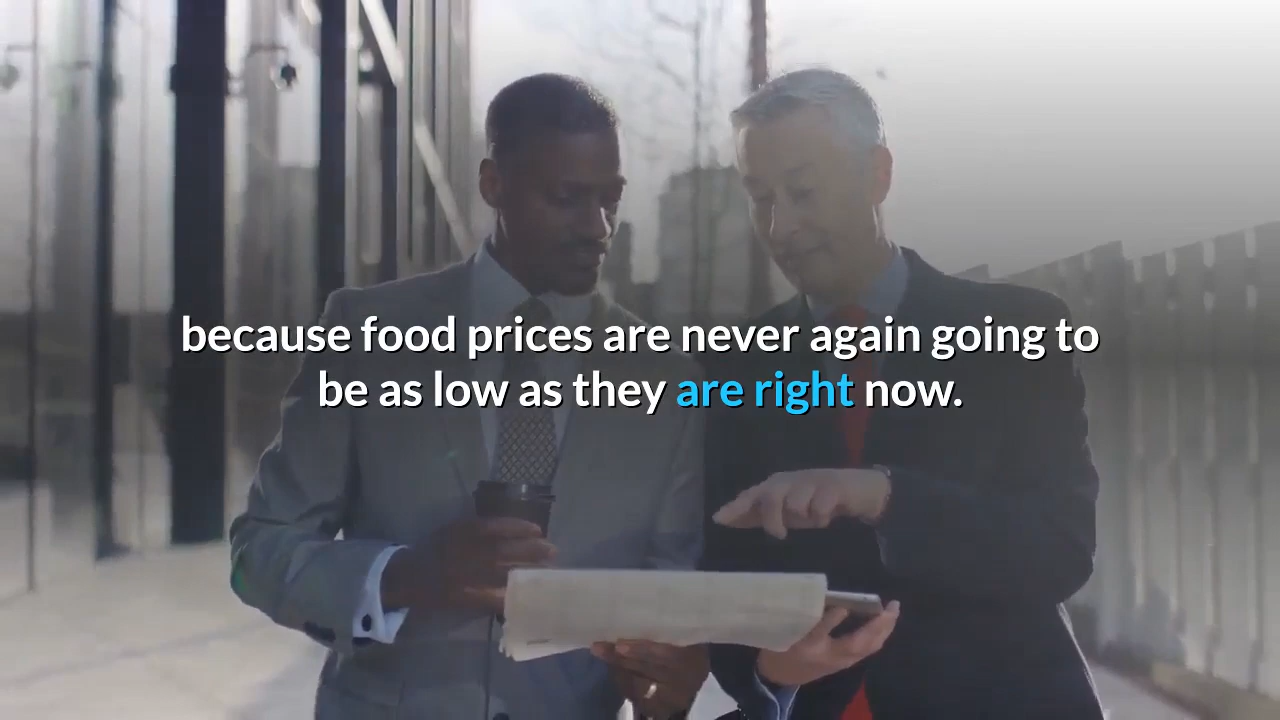 because food prices are never again going to
be as low as they are right now.